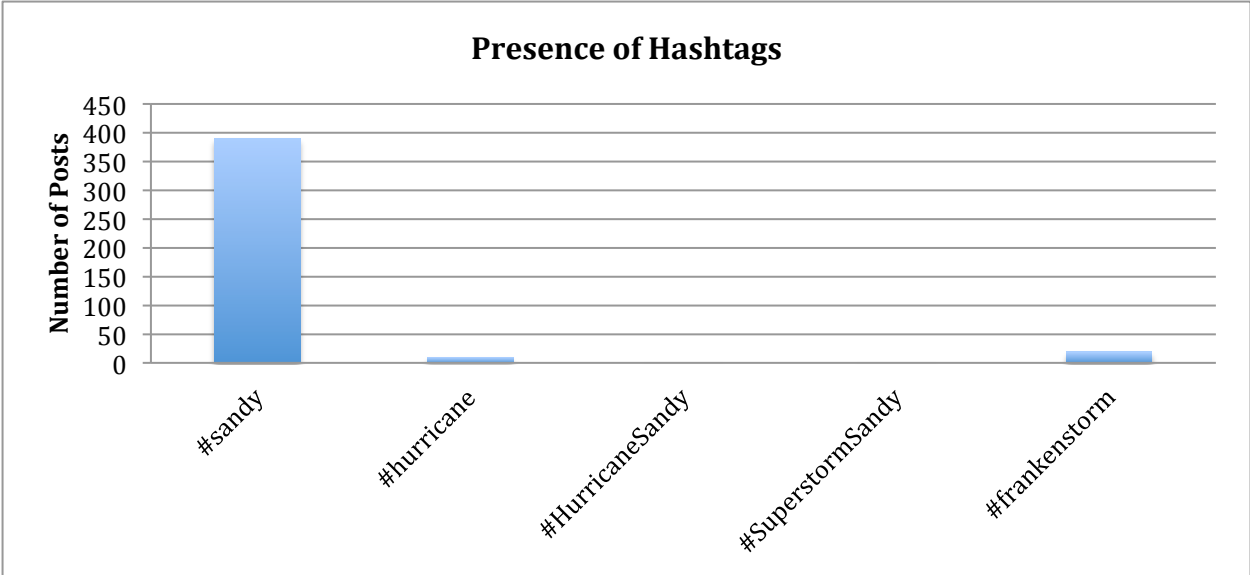 Presence of Hashtags
Number of Posts
450
400
350
300
250
200
150
100
50
0
#sandy
#hurricane
#HurricaneSandy
#SuperstormSandy
#frankenstorm